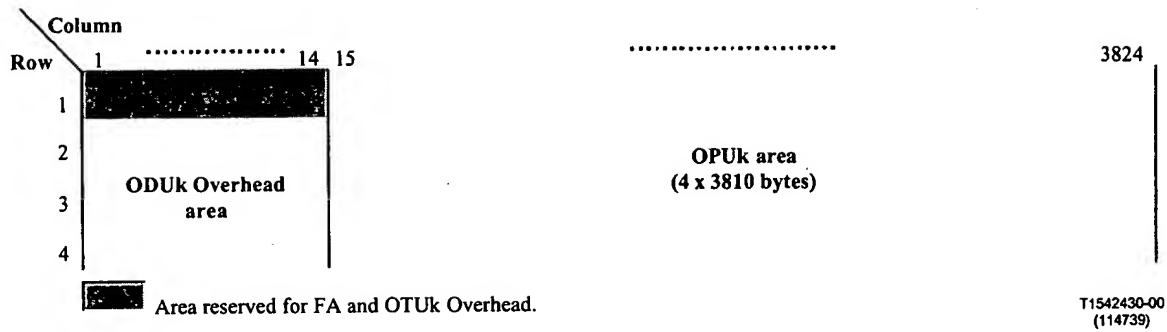 Column
Row 1 14 15 3824
1
2
ODUk Overhead
area
3
4
OPUk area
(4 x 3810 bytes)
Area reserved for FA and OTUk Overhead.
T1542430-00
(114739)